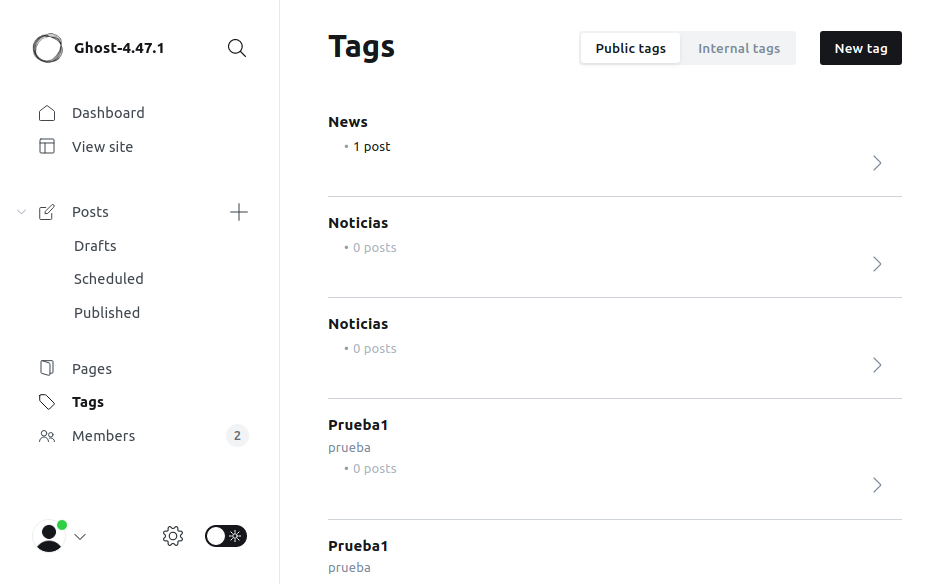 Ghost-4.47.1
Dashboard
View site
Posts
Drafts
Scheduled
Published
Pages
Tags
Members
2
Tags
Public tags
Internal tags
New tag
News
• 1 post
Noticias
• 0 posts
Noticias
• 0 posts
Prueba1
prueba
• 0 posts
Prueba1
prueba